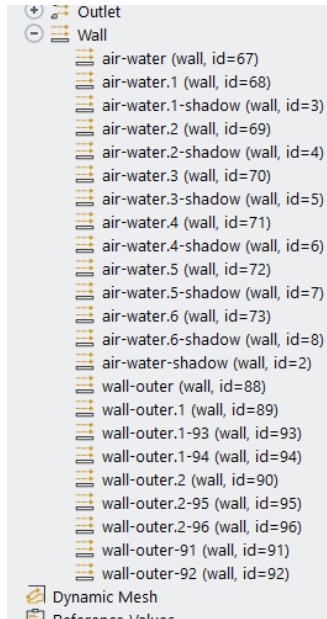 Outlet
Wall
air-water (wall, id=67)
air-water.1 (wall, id=68)
air-water.1-shadow (wall, id=3)
air-water.2 (wall, id=69)
air-water.2-shadow (wall, id=4)
air-water.3 (wall, id=70)
air-water.3-shadow (wall, id=5)
air-water.4 (wall, id=71)
air-water.4-shadow (wall, id=6)
air-water.5 (wall, id=72)
air-water.5-shadow (wall, id=7)
air-water.6 (wall, id=73)
air-water.6-shadow (wall, id=8)
air-water-shadow (wall, id=2)
wall-outer (wall, id=88)
wall-outer.1 (wall, id=89)
wall-outer.1-93 (wall, id=93)
wall-outer.1-94 (wall, id=94)
wall-outer.2 (wall, id=90)
wall-outer.2-95 (wall, id=95)
wall-outer.2-96 (wall, id=96)
wall-outer-91 (wall, id=91)
wall-outer-92 (wall, id=92)
Dynamic Mesh
Reference Values